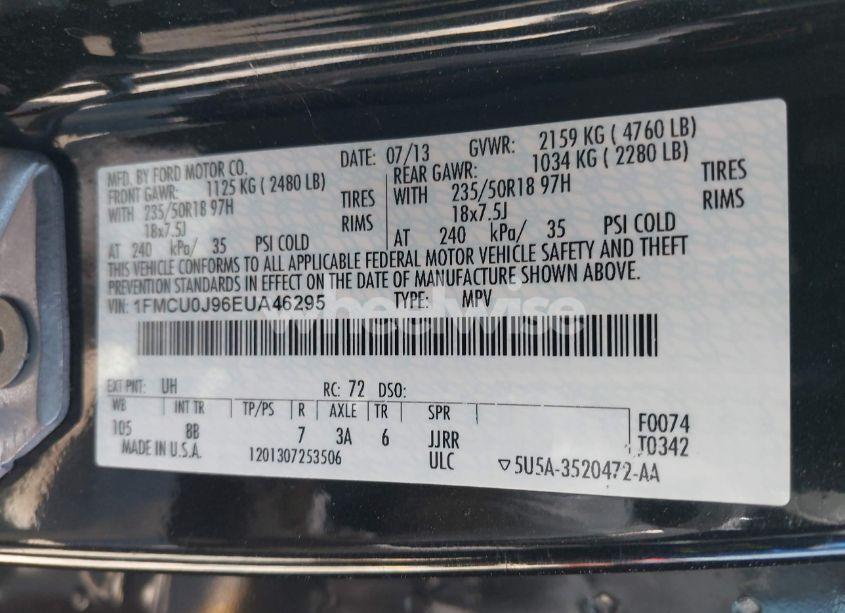 MFD. BY FORD MOTOR CO. DATE: 07/13 GVWR: 2159 KG ( 4760 LB)
FRONT GAWR: 1125 KG ( 2480 LB) REAR GAWR: 1034 KG ( 2280 LB)
WITH 235/50R18 97H TIRES WITH 235/50R18 97H TIRES
18x7.5J RIMS 18x7.5J RIMS
AT 240 kPa/ 35 PSI COLD AT 240 kPa/ 35 PSI COLD
THIS VEHICLE CONFORMS TO ALL APPLICABLE FEDERAL MOTOR VEHICLE SAFETY AND THEFT
PREVENTION STANDARDS IN EFFECT ON THE DATE OF MANUFACTURE SHOWN ABOVE.
VIN: 1FMCU0J96EUA46295 TYPE: MPV
wheelwise
EXT PNT: UH RC: 72 DSO:
WB INT TR TP/PS R AXLE TR SPR F0074
105 8B 7 3A 6 JJRR T0342
MADE IN U.S.A. 1201307253506 ULC ▽5U5A-3520472-AA